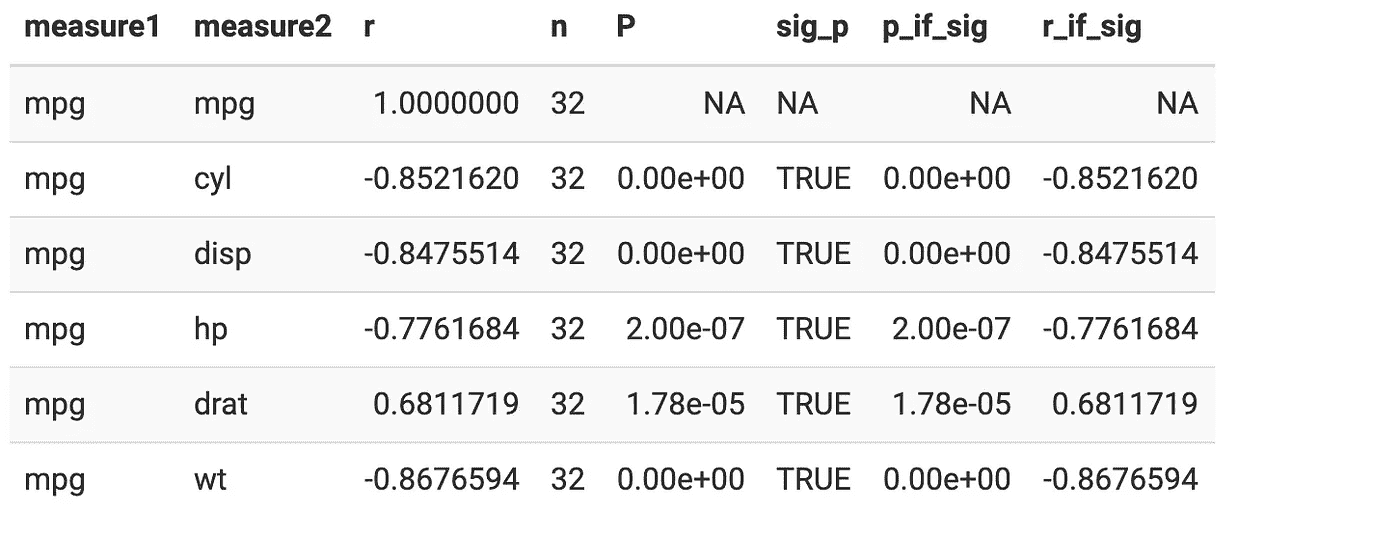 measure1 measure2 r n P sig_p p_if_sig r_if_sig
mpg mpg 1.0000000 32 NA NA NA NA
mpg cyl -0.8521620 32 0.00e+00 TRUE 0.00e+00 -0.8521620
mpg disp -0.8475514 32 0.00e+00 TRUE 0.00e+00 -0.8475514
mpg hp -0.7761684 32 2.00e-07 TRUE 2.00e-07 -0.7761684
mpg drat 0.6811719 32 1.78e-05 TRUE 1.78e-05 0.6811719
mpg wt -0.8676594 32 0.00e+00 TRUE 0.00e+00 -0.8676594